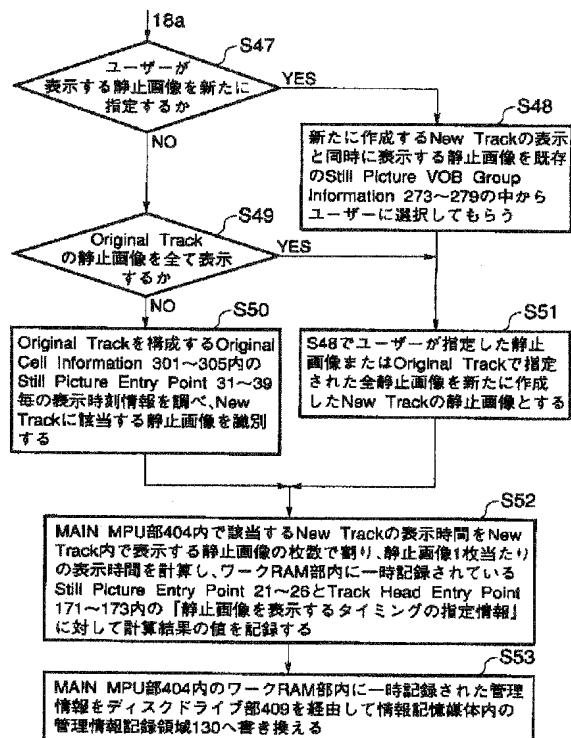 18a
S47
ユーザーが
表示する静止画像を新たに
指定するか
YES
NO
S48
新たに作成するNew Trackの表示
と同時に表示する静止画像を既存
のStill Picture VOB Group
Information 273〜279の中から
ユーザーに選択してもらう
S49
Original Track
の静止画像を全て表示
するか
YES
NO
S50
Original Trackを構成するOriginal
Cell Information 301〜305内の
Still Picture Entry Point 31〜39
毎の表示時刻情報を調べ、New
Trackに該当する静止画像を識別
する
S51
S48でユーザーが指定した静止
画像またはOriginal Trackで指定
された全静止画像を新たに作成
したNew Trackの静止画像とする
S52
MAIN MPU部404内で該当するNew Trackの表示時間をNew
Track内で表示する静止画像の枚数で割り、静止画像1枚当たり
の表示時間を計算し、ワークRAM部内に一時記録されている
Still Picture Entry Point 21〜26とTrack Head Entry Point
171〜173内の『静止画像を表示するタイミングの指定情報』
に対して計算結果の値を記録する
S53
MAIN MPU部404内のワークRAM部内に一時記録された管理
情報をディスクドライブ部409を経由して情報記憶媒体内の
管理情報記録領域130へ書き換える